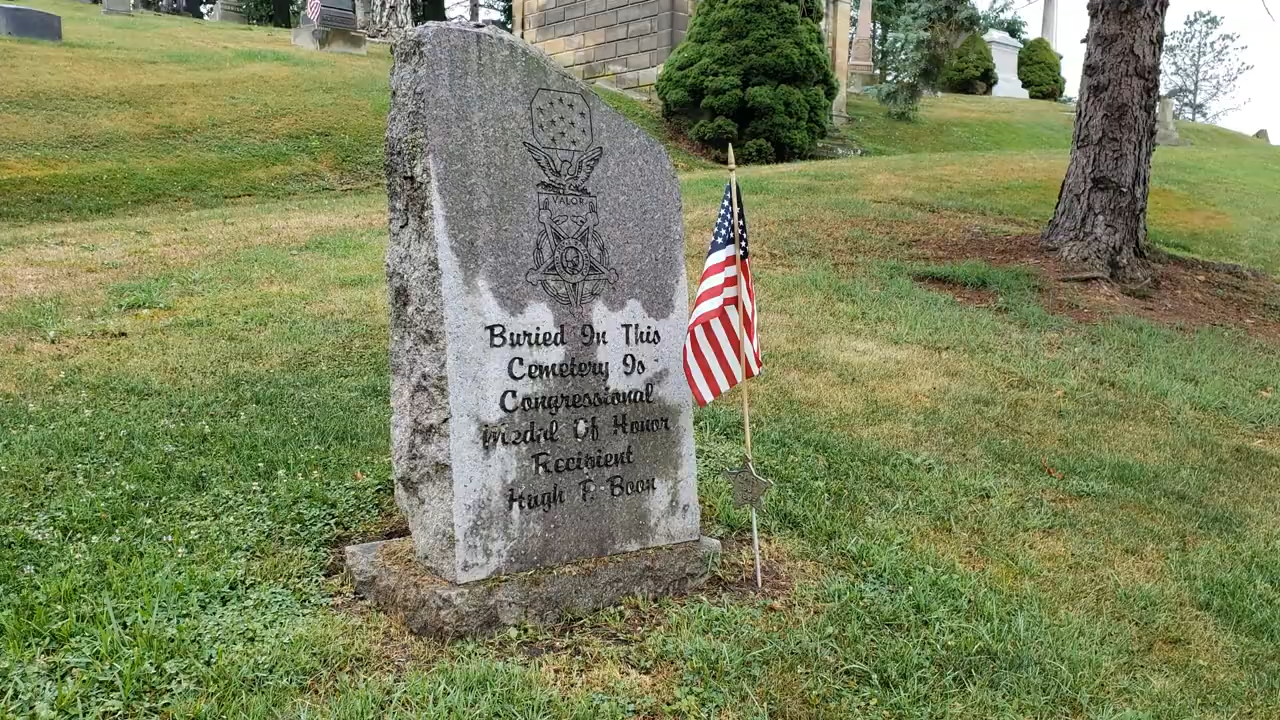 VALOR
Buried In This
Cemetery Is
Congressional
Medal Of Honor
Recipient
Hugh P. Boon